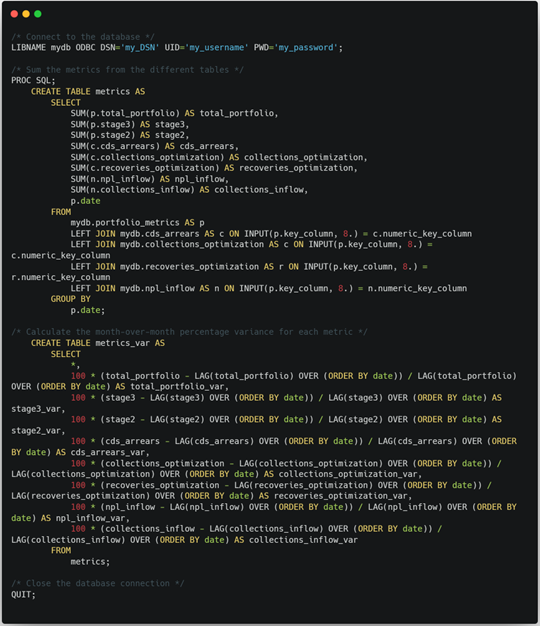 /* Connect to the database */
LIBNAME mydb ODBC DSN='my_DSN' UID='my_username' PWD='my_password';
/* Sum the metrics from the different tables */
PROC SQL;
CREATE TABLE metrics AS
SELECT
SUM(p.total_portfolio) AS total_portfolio,
SUM(p.stage3) AS stage3,
SUM(p.stage2) AS stage2,
SUM(c.cds_arrears) AS cds_arrears,
SUM(c.collections_optimization) AS collections_optimization,
SUM(c.recoveries_optimization) AS recoveries_optimization,
SUM(n.npl_inflow) AS npl_inflow,
SUM(n.collections_inflow) AS collections_inflow,
p.date
FROM
mydb.portfolio_metrics AS p
LEFT JOIN mydb.cds_arrears AS c ON INPUT(p.key_column, 8.) = c.numeric_key_column
LEFT JOIN mydb.collections_optimization AS c ON INPUT(p.key_column, 8.) =
c.numeric_key_column
LEFT JOIN mydb.recoveries_optimization AS r ON INPUT(p.key_column, 8.) =
r.numeric_key_column
LEFT JOIN mydb.npl_inflow AS n ON INPUT(p.key_column, 8.) = n.numeric_key_column
GROUP BY
p.date;
/* Calculate the month-over-month percentage variance for each metric */
CREATE TABLE metrics_var AS
SELECT
*,
100 * (total_portfolio - LAG(total_portfolio) OVER (ORDER BY date)) / LAG(total_portfolio)
OVER (ORDER BY date) AS total_portfolio_var,
100 * (stage3 - LAG(stage3) OVER (ORDER BY date)) / LAG(stage3) OVER (ORDER BY date) AS
stage3_var,
100 * (stage2 - LAG(stage2) OVER (ORDER BY date)) / LAG(stage2) OVER (ORDER BY date) AS
stage2_var,
100 * (cds_arrears - LAG(cds_arrears) OVER (ORDER BY date)) / LAG(cds_arrears) OVER (ORDER
BY date) AS cds_arrears_var,
100 * (collections_optimization - LAG(collections_optimization) OVER (ORDER BY date)) /
LAG(collections_optimization) OVER (ORDER BY date) AS collections_optimization_var,
100 * (recoveries_optimization - LAG(recoveries_optimization) OVER (ORDER BY date)) /
LAG(recoveries_optimization) OVER (ORDER BY date) AS recoveries_optimization_var,
100 * (npl_inflow - LAG(npl_inflow) OVER (ORDER BY date)) / LAG(npl_inflow) OVER (ORDER BY
date) AS npl_inflow_var,
100 * (collections_inflow - LAG(collections_inflow) OVER (ORDER BY date)) /
LAG(collections_inflow) OVER (ORDER BY date) AS collections_inflow_var
FROM
metrics;
/* Close the database connection */
QUIT;